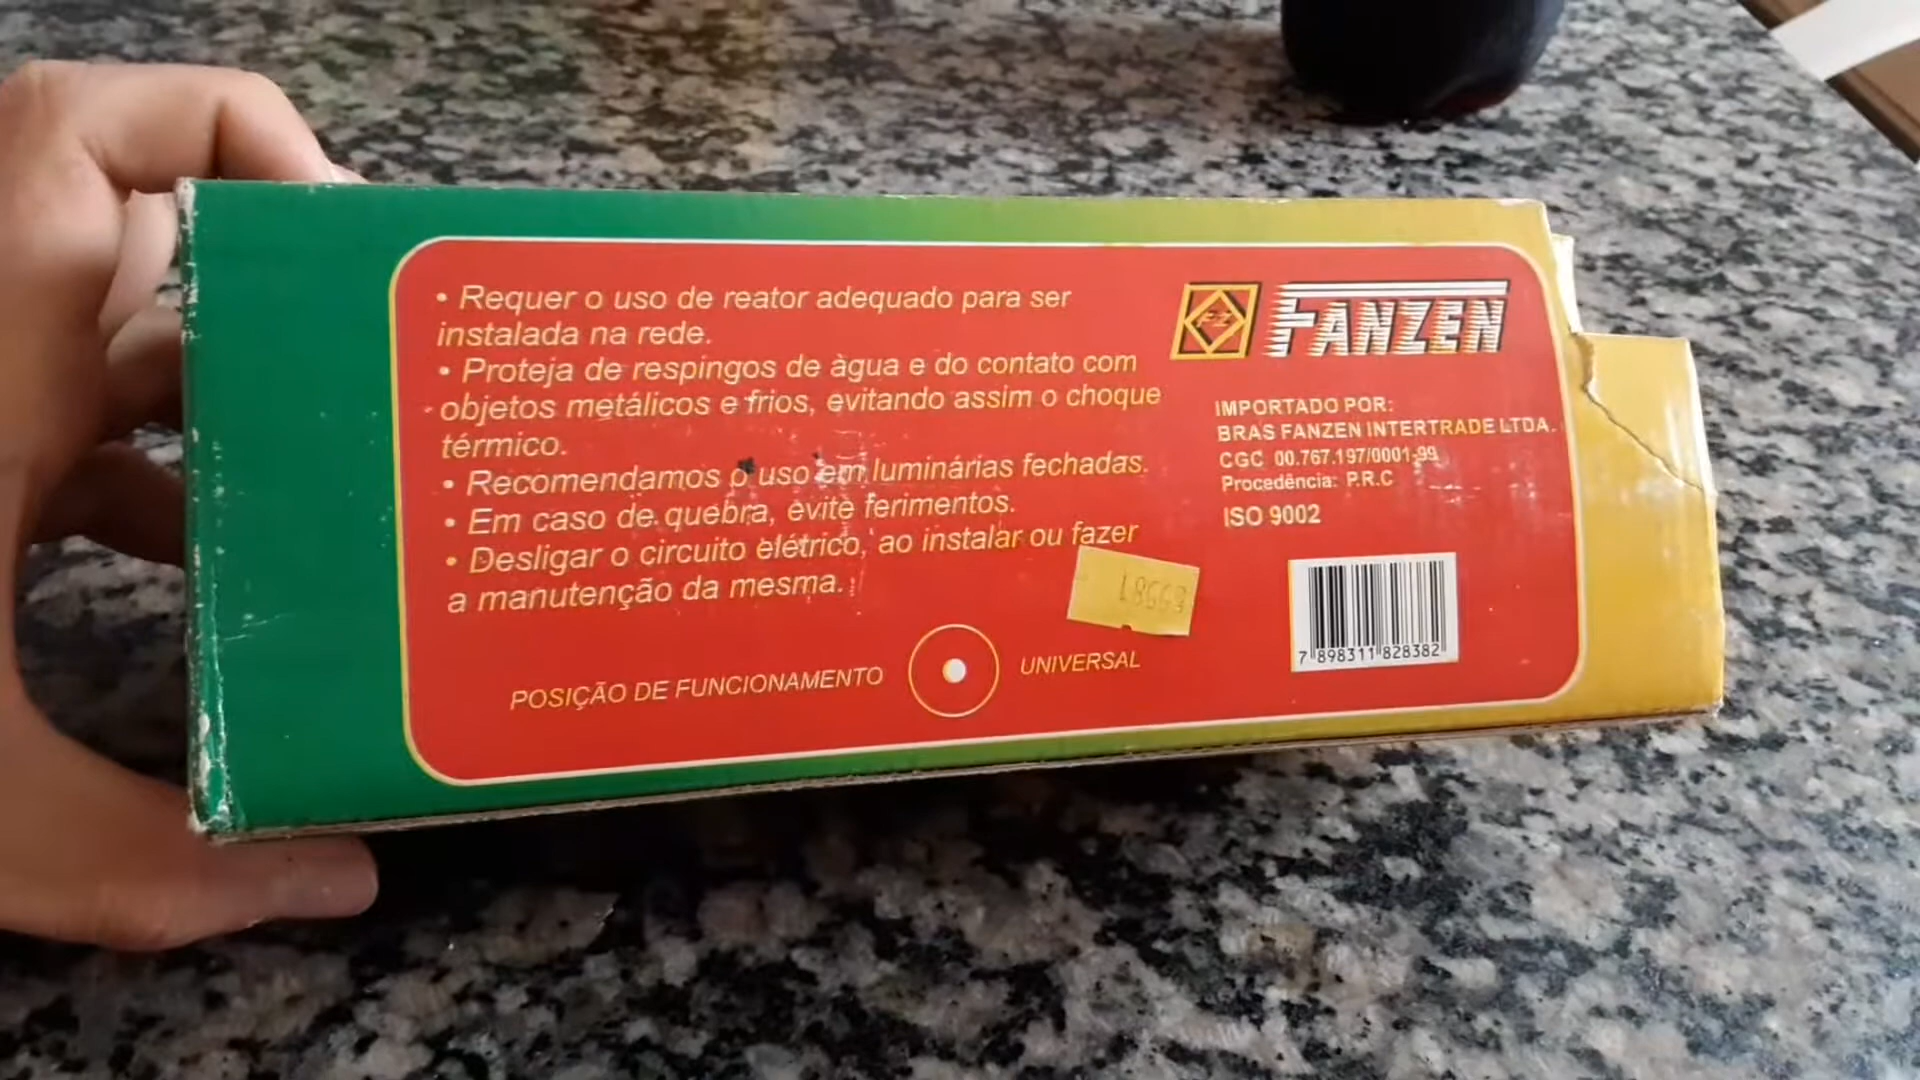 • Requer o uso de reator adequado para ser
instalada na rede.
• Proteja de respingos de àgua e do contato com
objetos metálicos e frios, evitando assim o choque
térmico.
• Recomendamos o uso em luminárias fechadas.
• Em caso de quebra, evite ferimentos.
• Desligar o circuito elétrico, ao instalar ou fazer
a manutenção da mesma.
POSIÇÃO DE FUNCIONAMENTO
UNIVERSAL
FZ
FANZEN
IMPORTADO POR:
BRAS FANZEN INTERTRADE LTDA.
CGC 00.767.197/0001-99
Procedência: P.R.C
ISO 9002
7 898311 828382